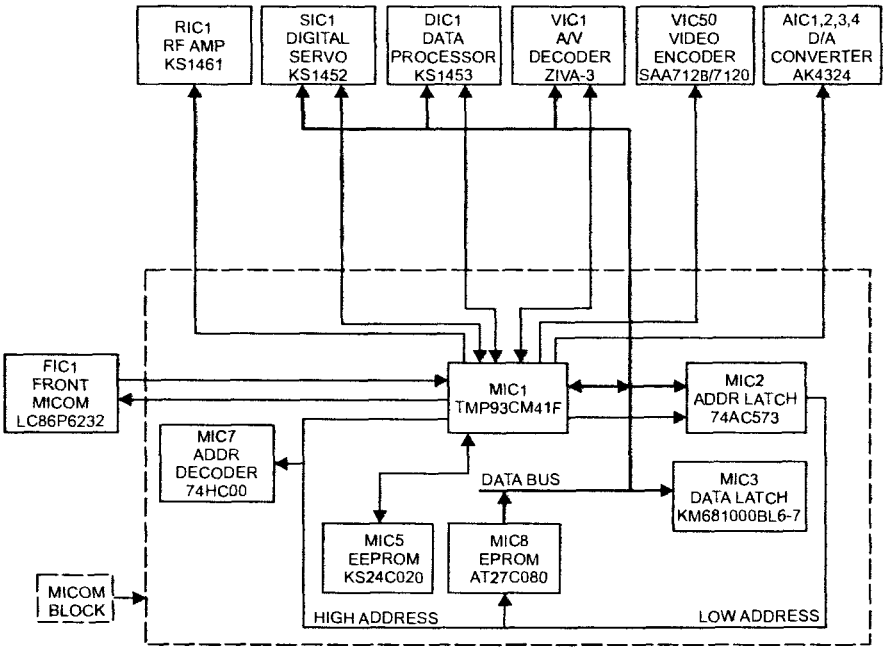 RIC1
RF AMP
KS1461
SIC1
DIGITAL
SERVO
KS1452
DIC1
DATA
PROCESSOR
KS1453
VIC1
A/V
DECODER
ZIVA-3
VIC50
VIDEO
ENCODER
SAA712B/7120
AIC1,2,3,4
D/A
CONVERTER
AK4324
FIC1
FRONT
MICOM
LC86P6232
MIC1
TMP93CM41F
MIC2
ADDR LATCH
74AC573
MIC7
ADDR
DECODER
74HC00
DATA BUS
MIC3
DATA LATCH
KM681000BL6-7
MIC5
EEPROM
KS24C020
MIC8
EPROM
AT27C080
MICOM
BLOCK
HIGH ADDRESS
LOW ADDRESS